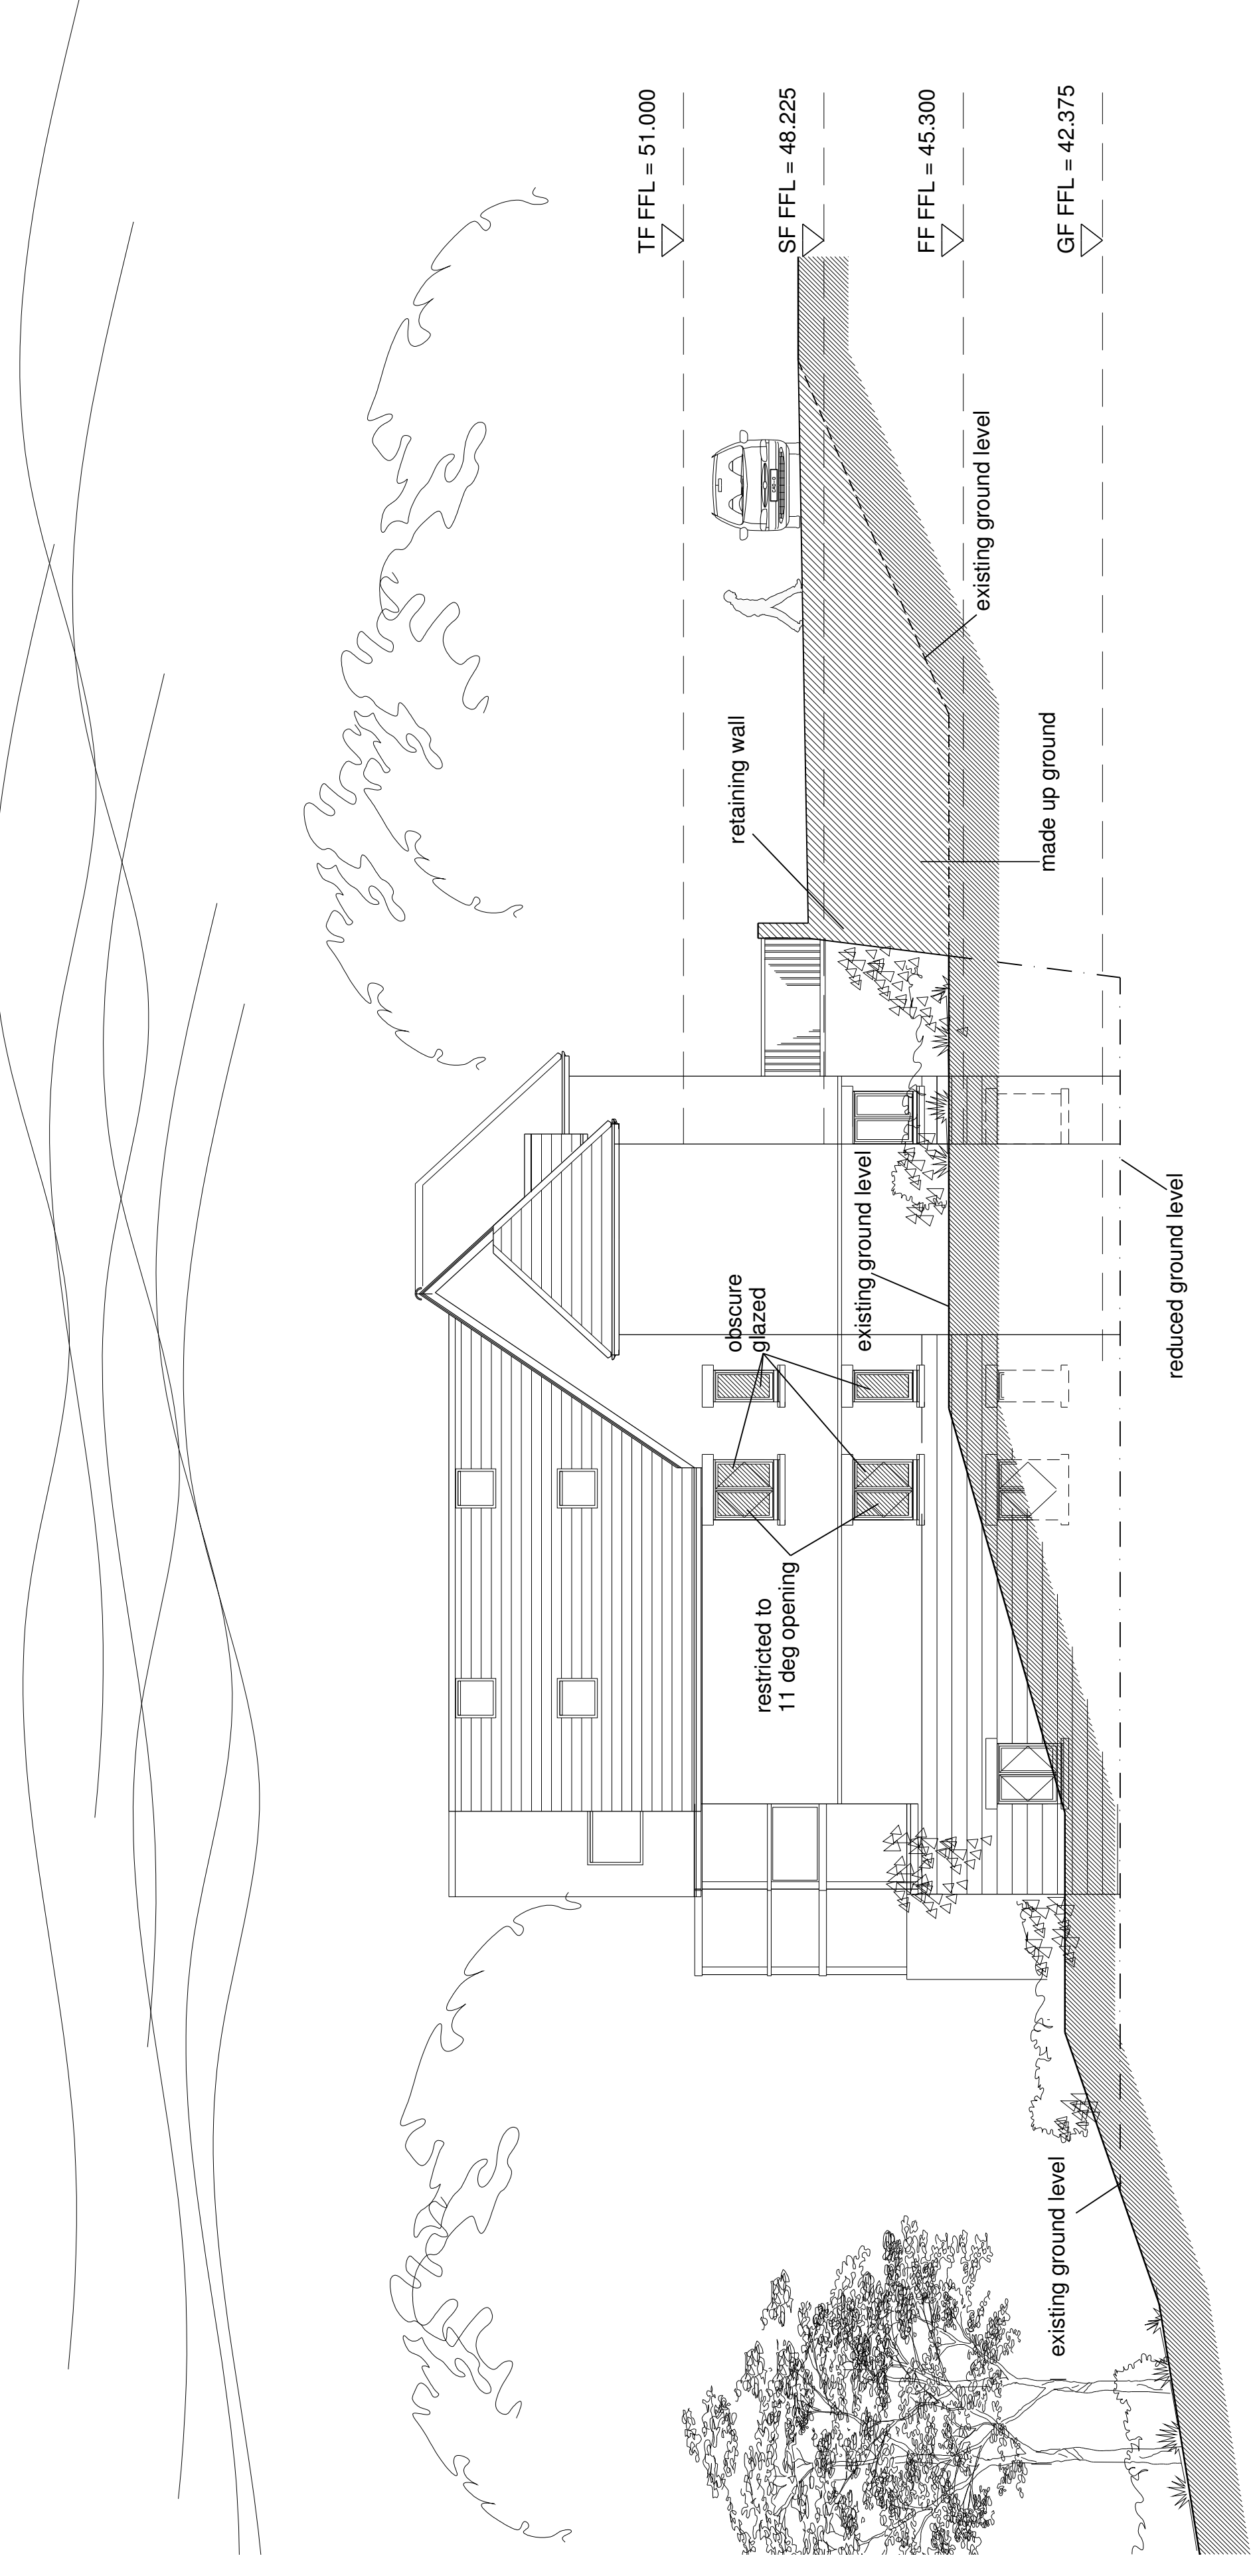 TF FFL = 51.000
SF FFL = 48.225
FF FFL = 45.300
GF FFL = 42.375
existing ground level
retaining wall
made up ground
obscure
glazed
existing ground level
reduced ground level
restricted to
11 deg opening
existing ground level